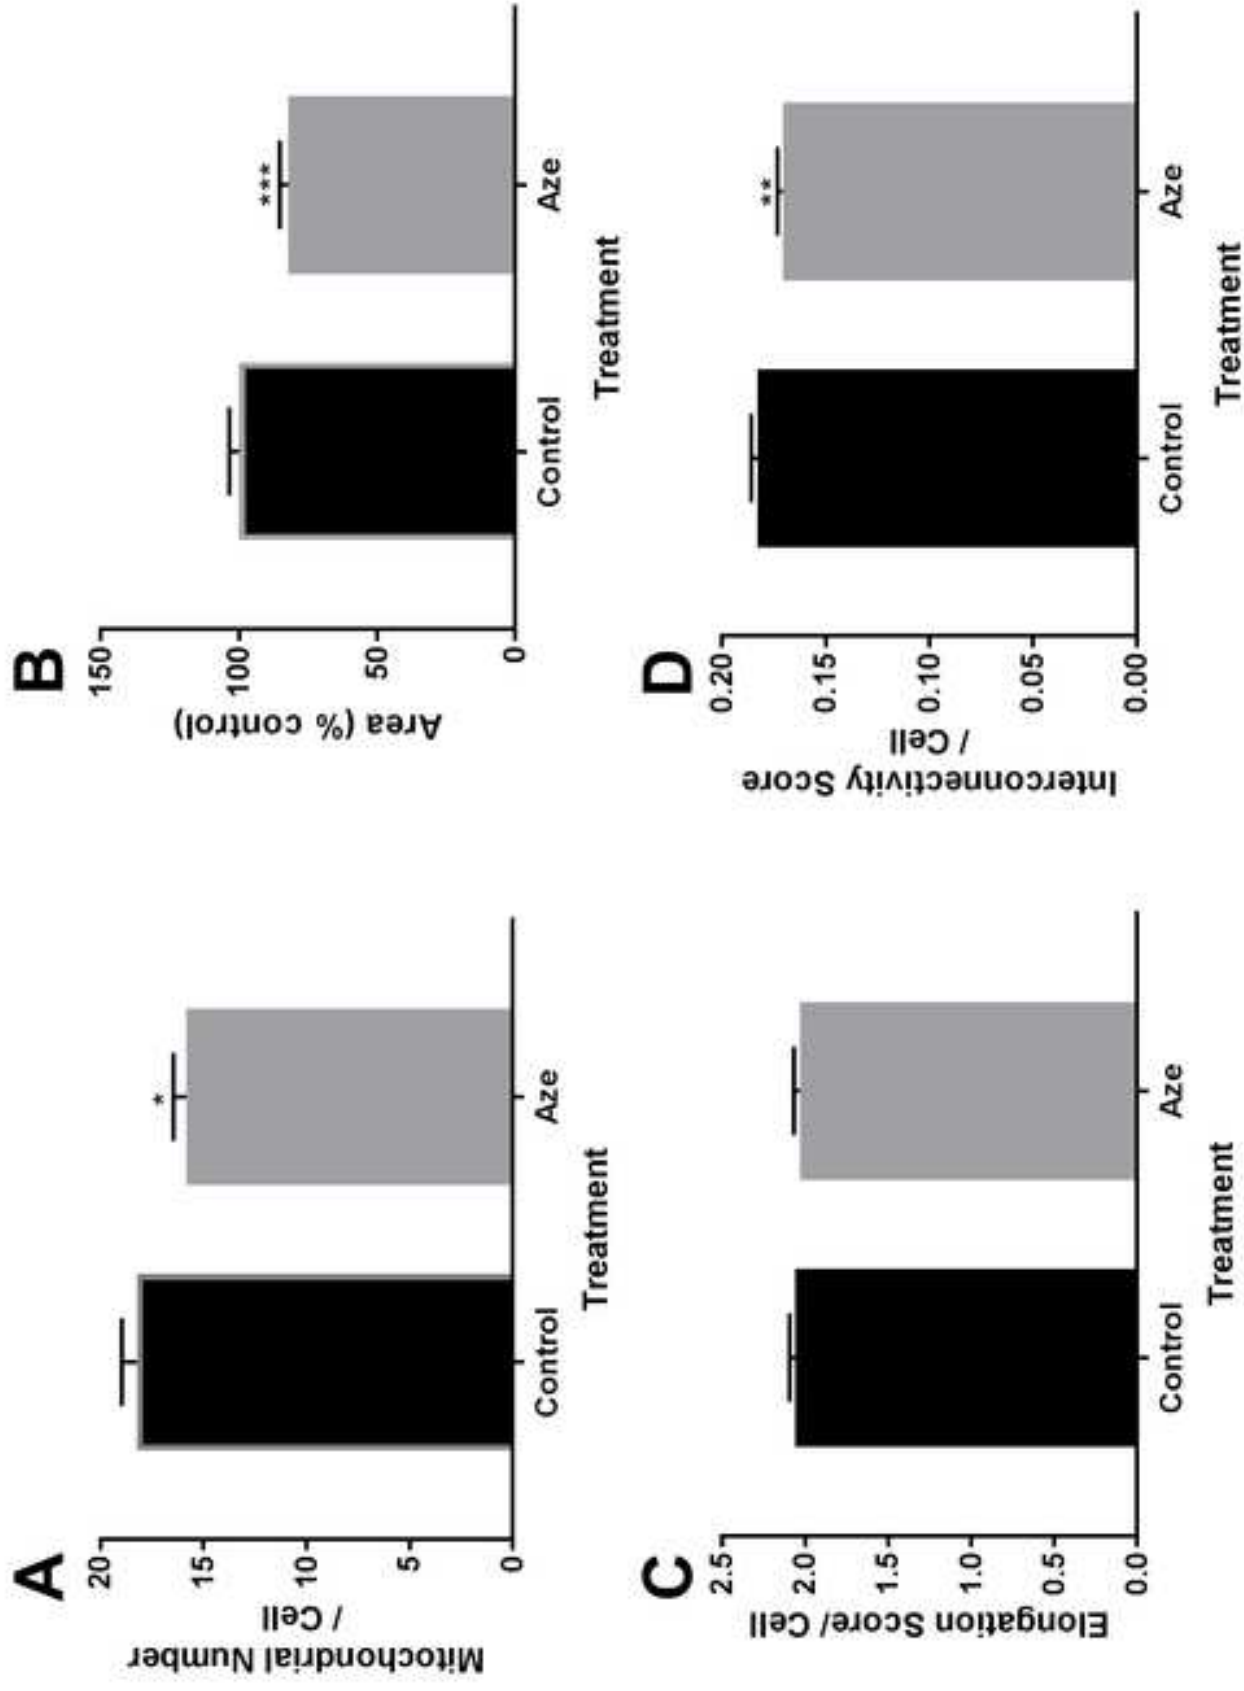 A
Mitochondrial Number
/ Cell
20
15
10
5
0
*
Control
Aze
Treatment
B
Area (% control)
150
100
50
0
***
Control
Aze
Treatment
C
Elongation Score/ Cell
2.5
2.0
1.5
1.0
0.5
0.0
Control
Aze
Treatment
D
Interconnectivity Score
/ Cell
0.20
0.15
0.10
0.05
0.00
**
Control
Aze
Treatment